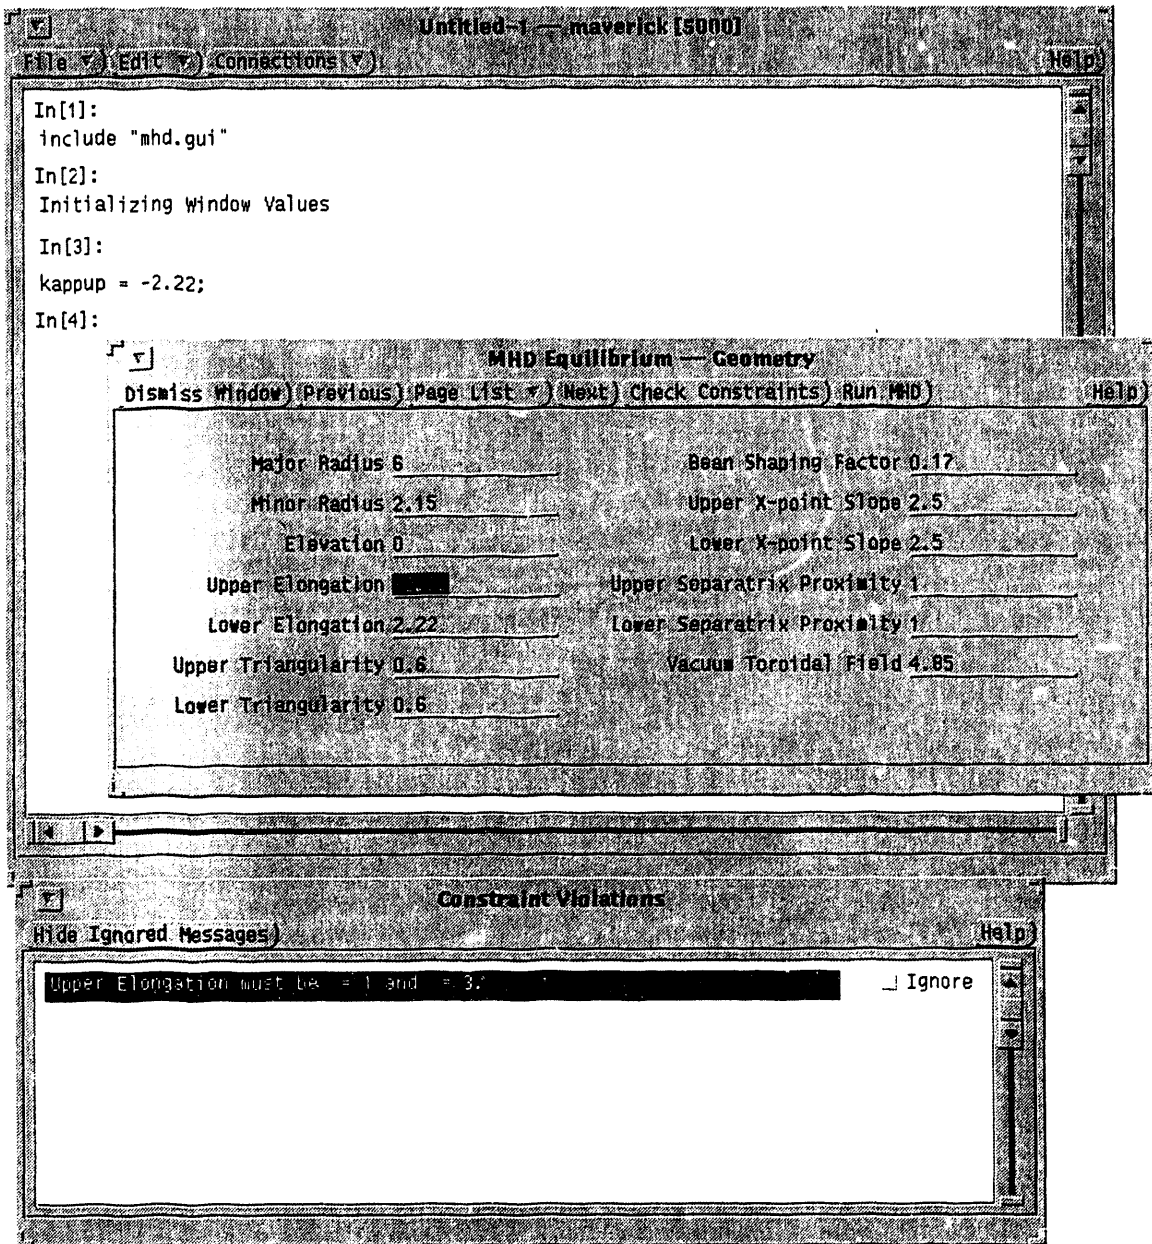 Untitled-1 — maverick [5000]
File Edit Connections Help
In[1]:
include "mhd.gui"
In[2]:
Initializing Window Values
In[3]:
kappup = -2.22;
In[4]:
MHD Equilibrium — Geometry
Dismiss Window Previous Page List Next Check Constraints Run MHD Help
Major Radius 6 Bean Shaping Factor 0.17
Minor Radius 2.15 Upper X-point Slope 2.5
Elevation 0 Lower X-point Slope 2.5
Upper Elongation Upper Separatrix Proximity 1
Lower Elongation 2.22 Lower Separatrix Proximity 1
Upper Triangularity 0.6 Vacuum Toroidal Field 4.85
Lower Triangularity 0.6
Constraint Violations
Hide Ignored Messages Help
Upper Elongation must be = 1 and = 3. Ignore